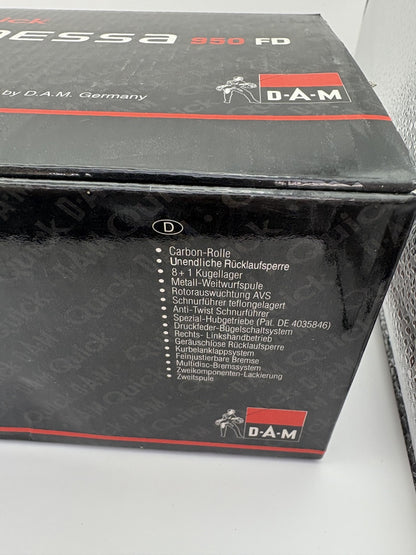 ick
nessa 950 FD
by D.A.M. Germany
D-A-M
D
Carbon-Rolle
Unendliche Rücklaufsperre
8 + 1 Kugellager
Metall-Weitwurfspule
Rotorauswuchtung AVS
Schnurführer teflongelagert
Anti-Twist Schnurführer
Spezial-Hubgetriebe (Pat. DE 4035846)
Druckfeder-Bügelschaltsystem
Rechts- Linkshandbetrieb
Geräuschlose Rücklaufsperre
Kurbelanklappsystem
Feinjustierbare Bremse
Multidisc-Bremssystem
Zweikomponenten-Lackierung
Zweitspule
D-A-M